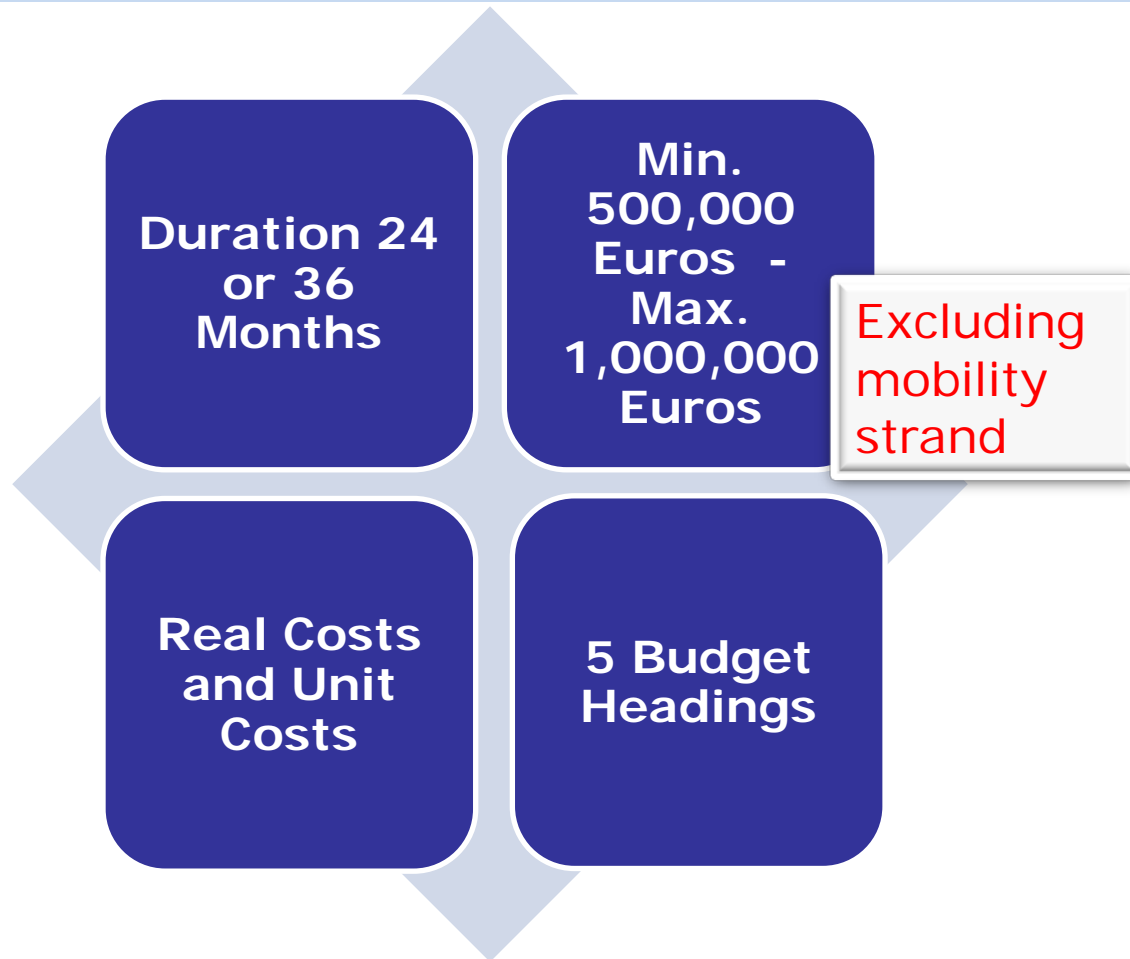 Duration 24
or 36
Months
Min.
500,000
Euros -
Max.
1,000,000
Euros
Excluding
mobility
strand
Real Costs
and Unit
Costs
5 Budget
Headings